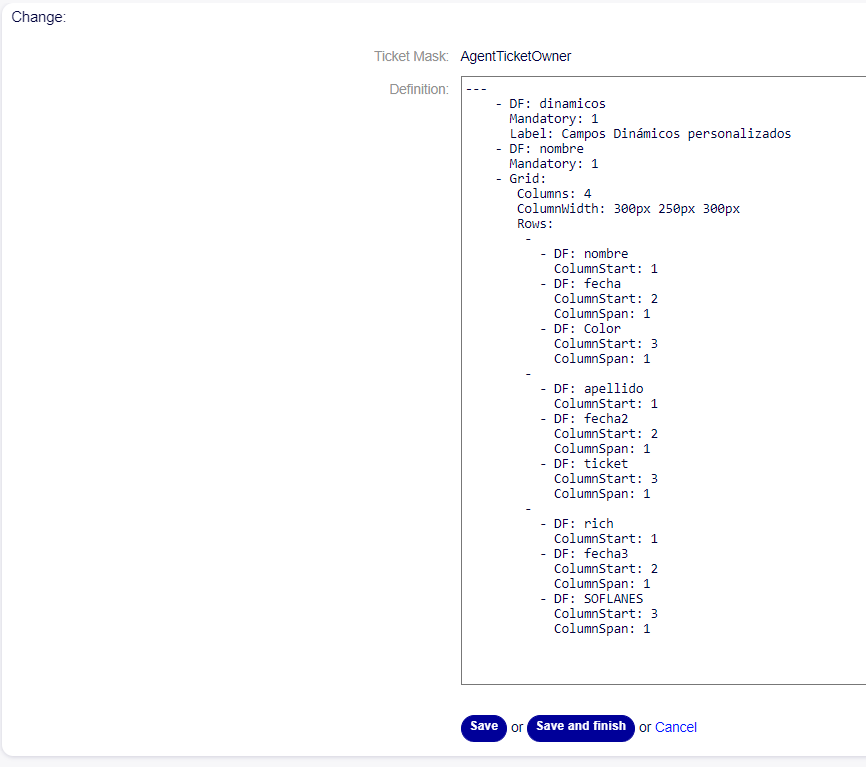 Change:
Ticket Mask: AgentTicketOwner
Definition:
---
    - DF: dinamicos
      Mandatory: 1
      Label: Campos Dinámicos personalizados
    - DF: nombre
      Mandatory: 1
    - Grid:
       Columns: 4
       ColumnWidth: 300px 250px 300px
       Rows:
        -
          - DF: nombre
            ColumnStart: 1
          - DF: fecha
            ColumnStart: 2
            ColumnSpan: 1
          - DF: Color
            ColumnStart: 3
            ColumnSpan: 1
        -
          - DF: apellido
            ColumnStart: 1
          - DF: fecha2
            ColumnStart: 2
            ColumnSpan: 1
          - DF: ticket
            ColumnStart: 3
            ColumnSpan: 1
        -
          - DF: rich
            ColumnStart: 1
          - DF: fecha3
            ColumnStart: 2
            ColumnSpan: 1
          - DF: SOFLANES
            ColumnStart: 3
            ColumnSpan: 1
Save or Save and finish or Cancel